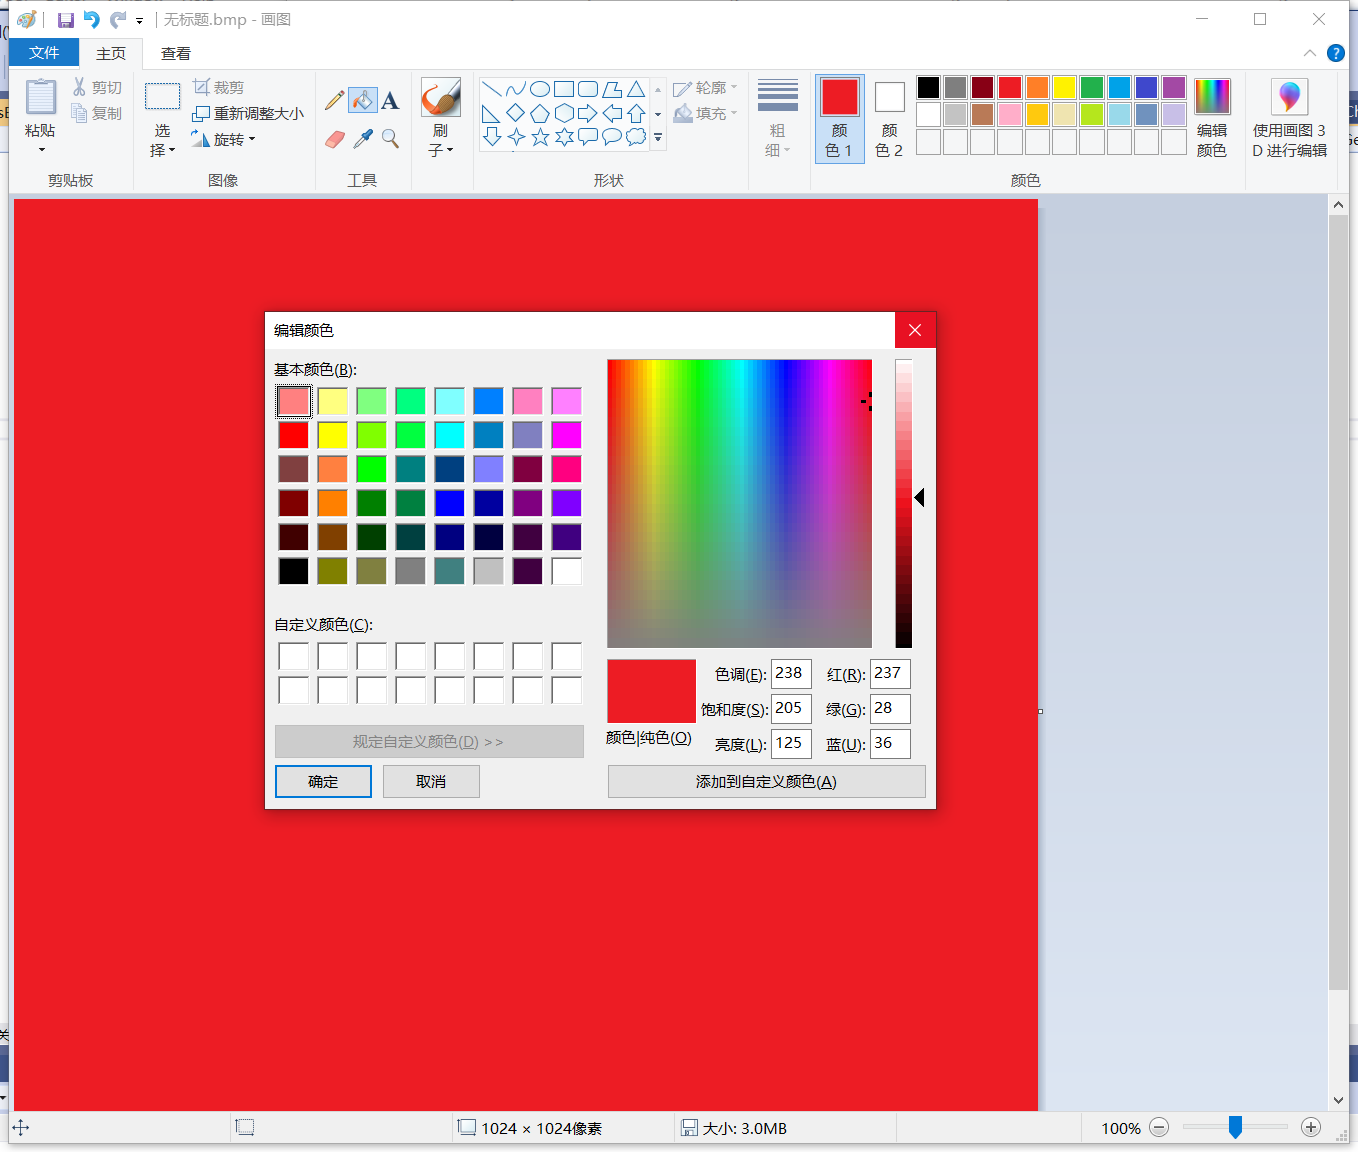 无标题.bmp - 画图
文件 主页 查看
粘贴
剪切
复制
剪贴板
选
择
裁剪
重新调整大小
旋转
图像
A
工具
刷
子
轮廓
填充
形状
粗
细
颜
色 1
颜
色 2
编辑
颜色
颜色
使用画图 3
D 进行编辑
编辑颜色
基本颜色(B):
自定义颜色(C):
规定自定义颜色(D) >>
确定 取消
颜色|纯色(O)
色调(E): 238 红(R): 237
饱和度(S): 205 绿(G): 28
亮度(L): 125 蓝(U): 36
添加到自定义颜色(A)
1024 × 1024像素 大小: 3.0MB 100%